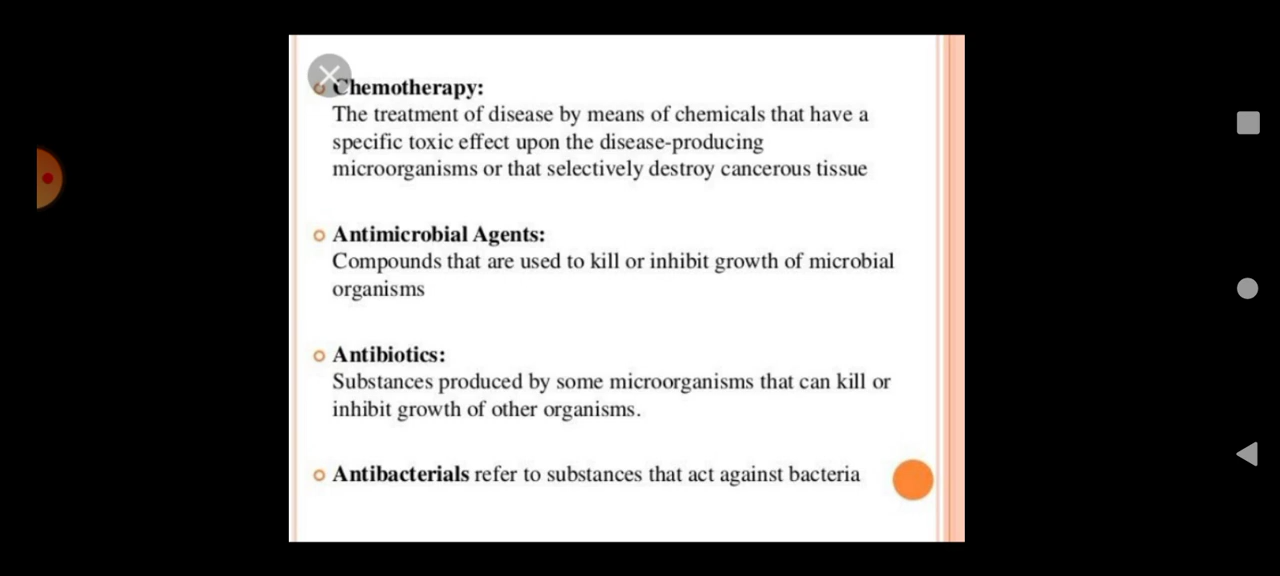 Chemotherapy:
The treatment of disease by means of chemicals that have a
specific toxic effect upon the disease-producing
microorganisms or that selectively destroy cancerous tissue
Antimicrobial Agents:
Compounds that are used to kill or inhibit growth of microbial
organisms
Antibiotics:
Substances produced by some microorganisms that can kill or
inhibit growth of other organisms.
Antibacterials refer to substances that act against bacteria